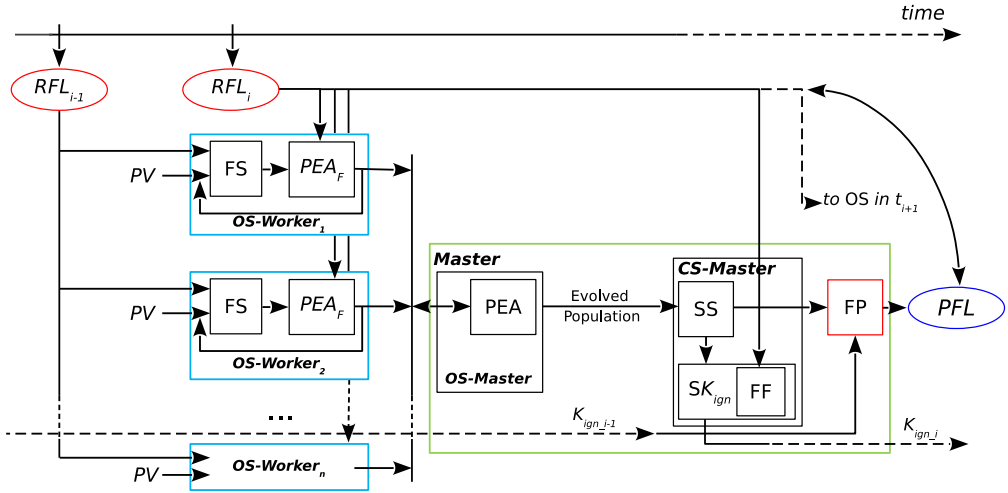 time
RFL_{i-1}
RFL_i
PV
FS
PEA_F
OS-Worker_1
to OS in t_{i+1}
Master
CS-Master
PV
FS
PEA_F
OS-Worker_2
PEA
OS-Master
Evolved
Population
SS
FP
PFL
SK_{ign}
FF
...
K_{ign_i-1}
K_{ign_i}
PV
OS-Worker_n